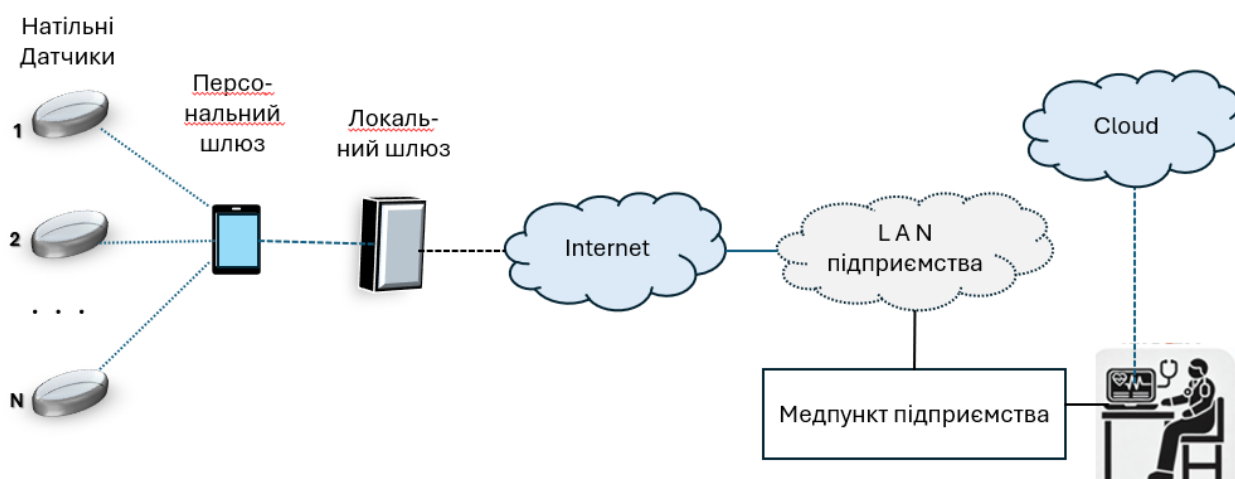 Натільні
Датчики
1
2
. . .
N
Персо-
нальний
шлюз
Локаль-
ний шлюз
Internet
L A N
підприємства
Cloud
Медпункт підприємства